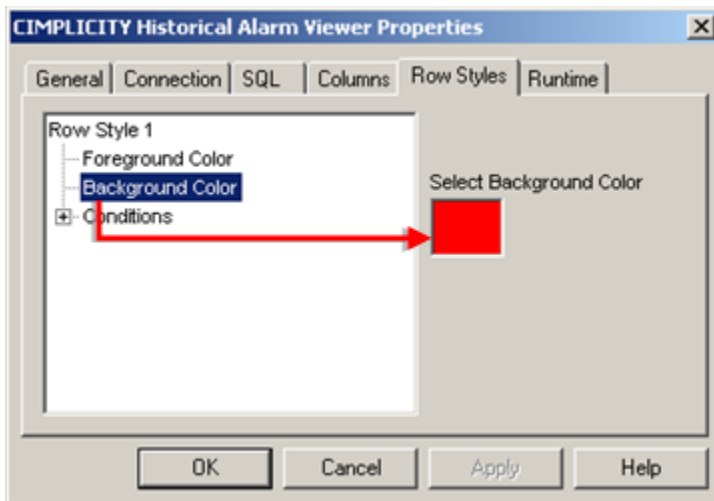 CIMPLICITY Historical Alarm Viewer Properties
General Connection SQL Columns Row Styles Runtime
Row Style 1
Foreground Color
Background Color
Conditions
Select Background Color
OK Cancel Apply Help